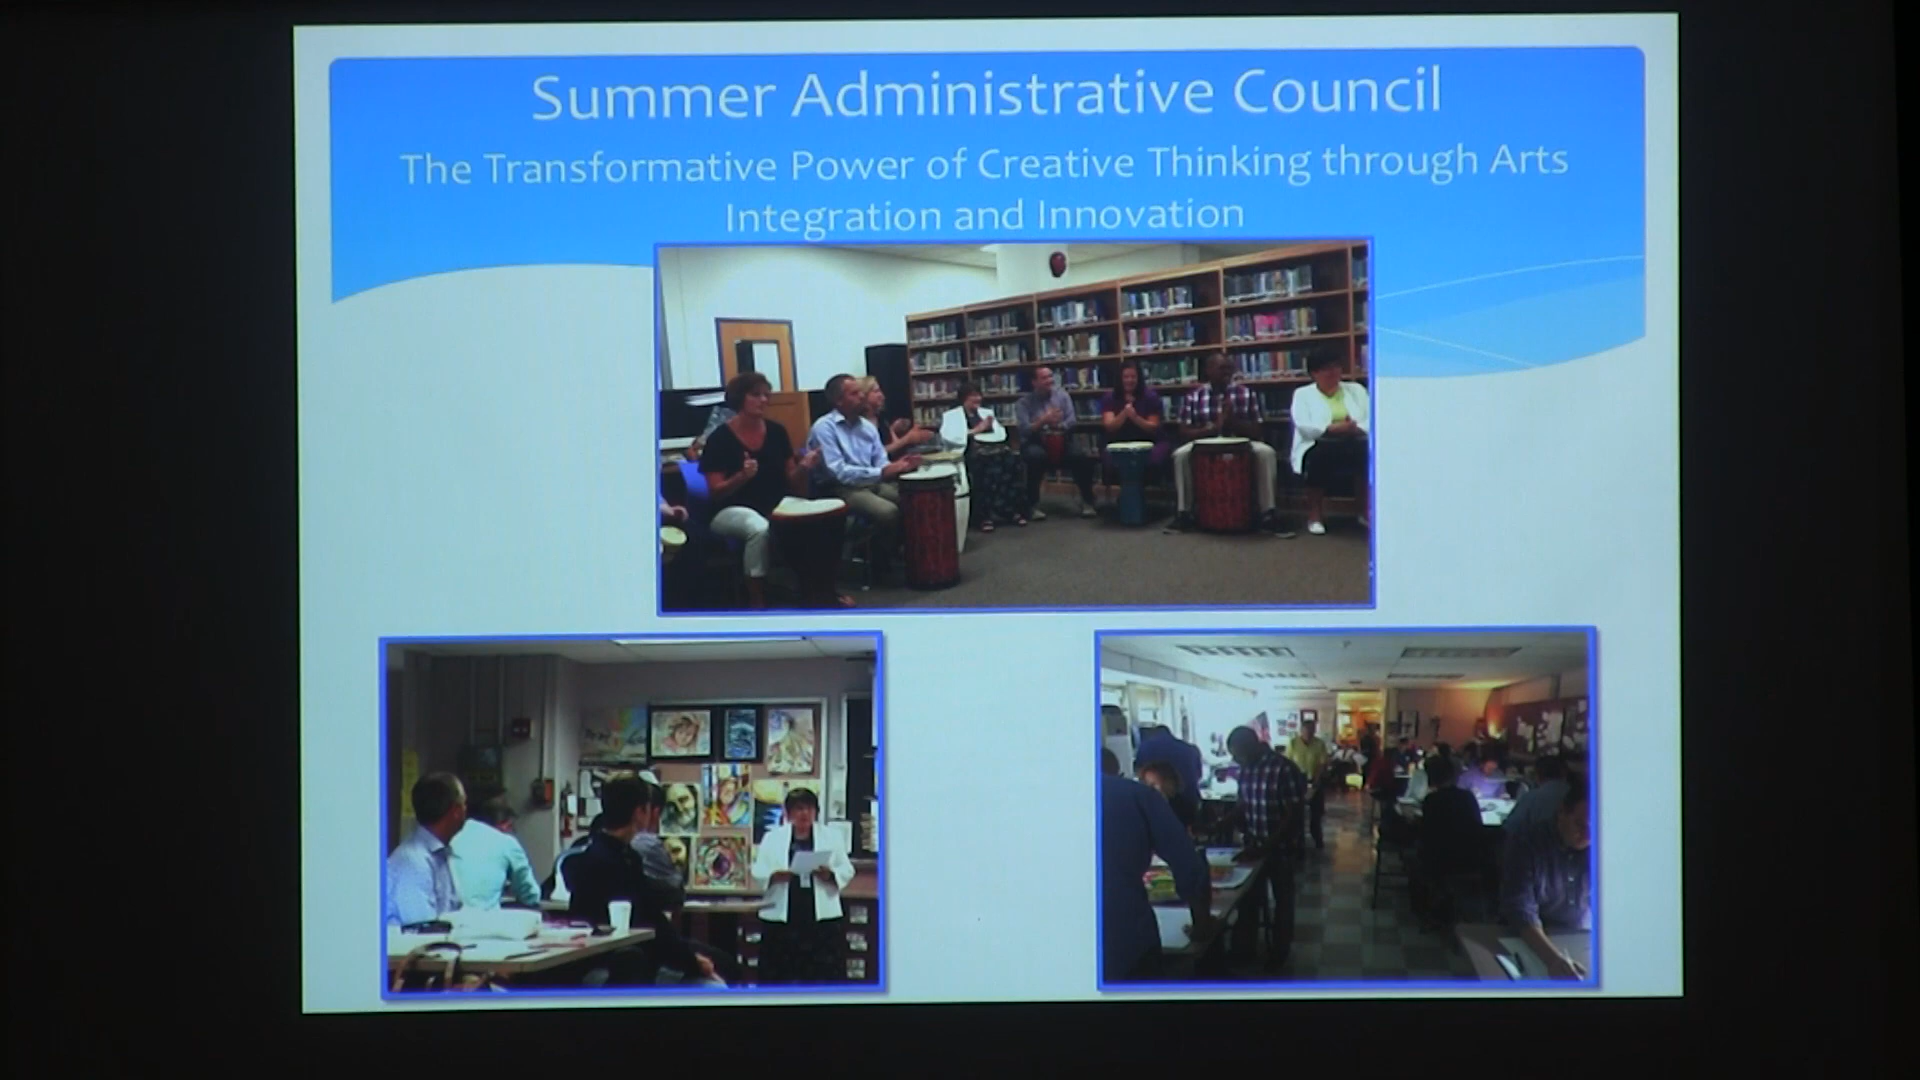 Summer Administrative Council
The Transformative Power of Creative Thinking through Arts
Integration and Innovation